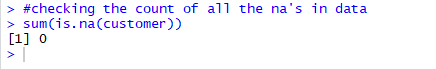 > #checking the count of all the na's in data
> sum(is.na(customer))
[1] 0
>